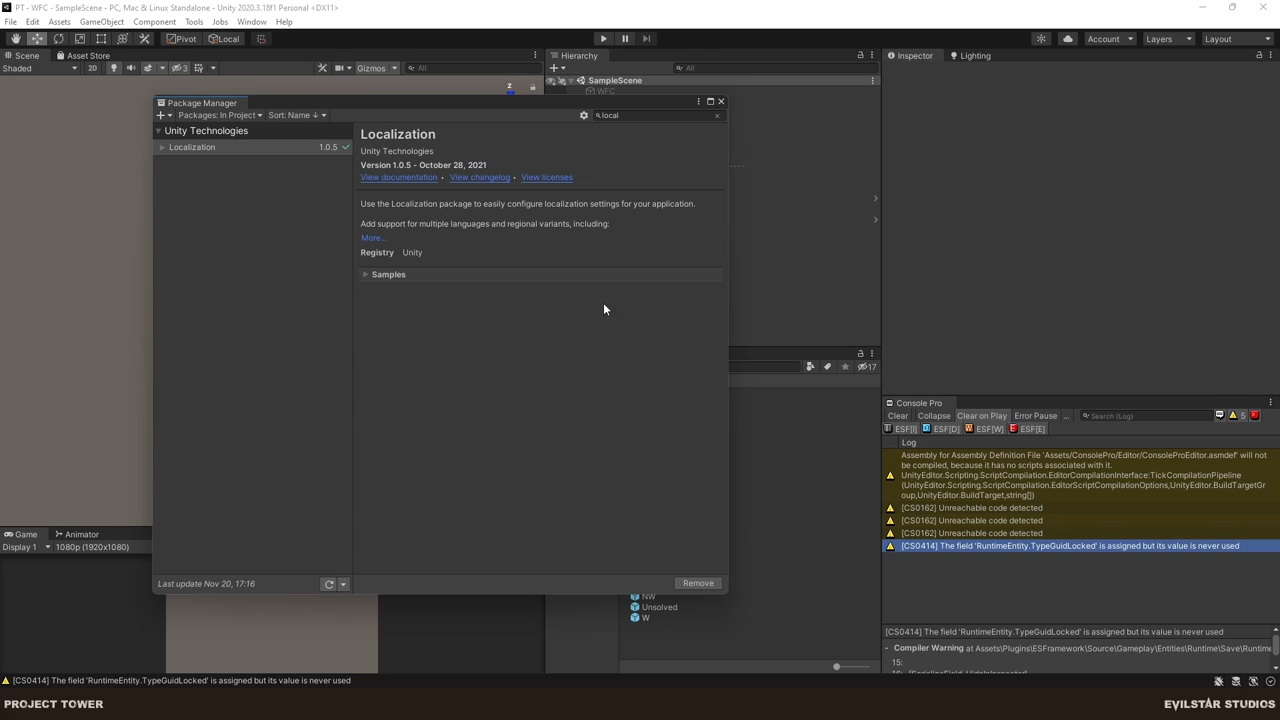 PT - WFC - SampleScene - PC, Mac & Linux Standalone - Unity 2020.3.18f1 Personal <DX11>
File Edit Assets GameObject Component Tools Jobs Window Help
Pivot Local Account Layers Layout
Scene Asset Store
Shaded 2D 3 Gizmos All
Z
Hierarchy
All
SampleScene
WFC
Inspector Lighting
Package Manager
Packages: In Project Sort: Name ↓ local
Unity Technologies
Localization 1.0.5
Localization
Unity Technologies
Version 1.0.5 - October 28, 2021
View documentation • View changelog • View licenses
Use the Localization package to easily configure localization settings for your application.
Add support for multiple languages and regional variants, including:
More...
Registry Unity
Samples
Last update Nov 20, 17:16
Remove
17
NW
Unsolved
W
Game Animator
Display 1 1080p (1920x1080)
Console Pro
Clear Collapse Clear on Play Error Pause ... Search (Log) 5
ESF[I] ESF[D] ESF[W] ESF[E]
Log
Assembly for Assembly Definition File 'Assets/ConsolePro/Editor/ConsoleProEditor.asmdef' will not
be compiled, because it has no scripts associated with it.
UnityEditor.Scripting.ScriptCompilation.EditorCompilationInterface:TickCompilationPipeline
(UnityEditor.Scripting.ScriptCompilation.EditorScriptCompilationOptions,UnityEditor.BuildTargetGr
oup,UnityEditor.BuildTarget,string[])
[CS0162] Unreachable code detected
[CS0162] Unreachable code detected
[CS0162] Unreachable code detected
[CS0414] The field 'RuntimeEntity.TypeGuidLocked' is assigned but its value is never used
[CS0414] The field 'RuntimeEntity.TypeGuidLocked' is assigned but its value is never used
- Compiler Warning at Assets\Plugins\ESFramework\Source\Gameplay\Entities\Runtime\Save\Runtime
15:
[CS0414] The field 'RuntimeEntity.TypeGuidLocked' is assigned but its value is never used
PROJECT TOWER
EVILSTAR STUDIOS